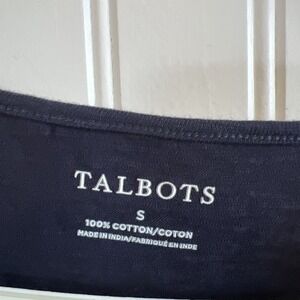 TALBOTS
S
100% COTTON/COTON
MADE IN INDIA/FABRIQUÉ EN INDE